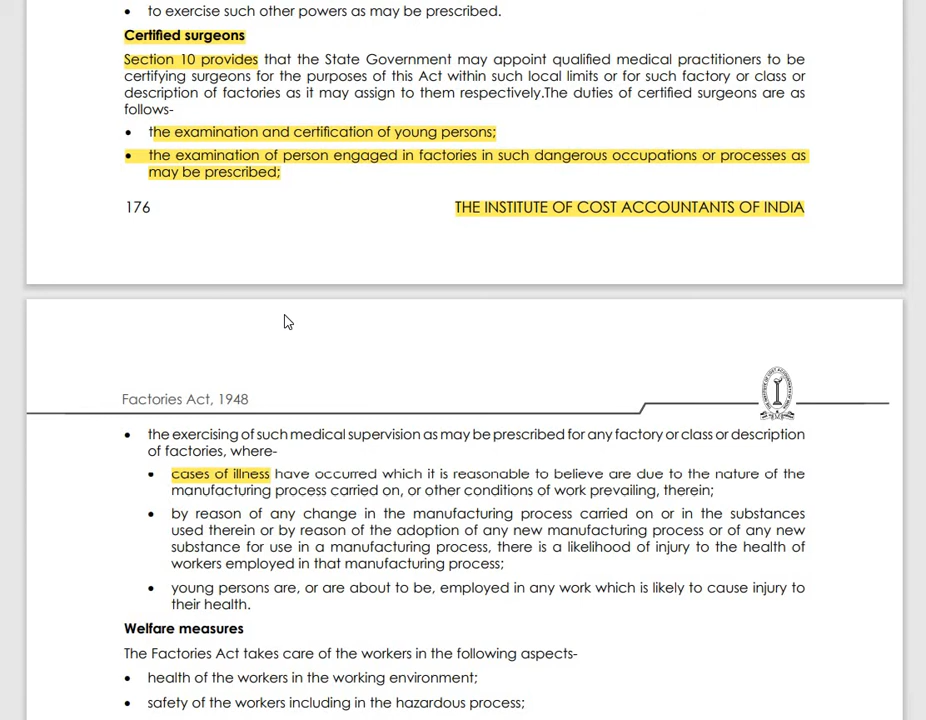 • to exercise such other powers as may be prescribed.
Certified surgeons
Section 10 provides that the State Government may appoint qualified medical practitioners to be
certifying surgeons for the purposes of this Act within such local limits or for such factory or class or
description of factories as it may assign to them respectively.The duties of certified surgeons are as
follows-
• the examination and certification of young persons;
• the examination of person engaged in factories in such dangerous occupations or processes as
may be prescribed;
176 THE INSTITUTE OF COST ACCOUNTANTS OF INDIA
Factories Act, 1948
• the exercising of such medical supervision as may be prescribed for any factory or class or description
of factories, where-
• cases of illness have occurred which it is reasonable to believe are due to the nature of the
manufacturing process carried on, or other conditions of work prevailing, therein;
• by reason of any change in the manufacturing process carried on or in the substances
used therein or by reason of the adoption of any new manufacturing process or of any new
substance for use in a manufacturing process, there is a likelihood of injury to the health of
workers employed in that manufacturing process;
• young persons are, or are about to be, employed in any work which is likely to cause injury to
their health.
Welfare measures
The Factories Act takes care of the workers in the following aspects-
• health of the workers in the working environment;
• safety of the workers including in the hazardous process;